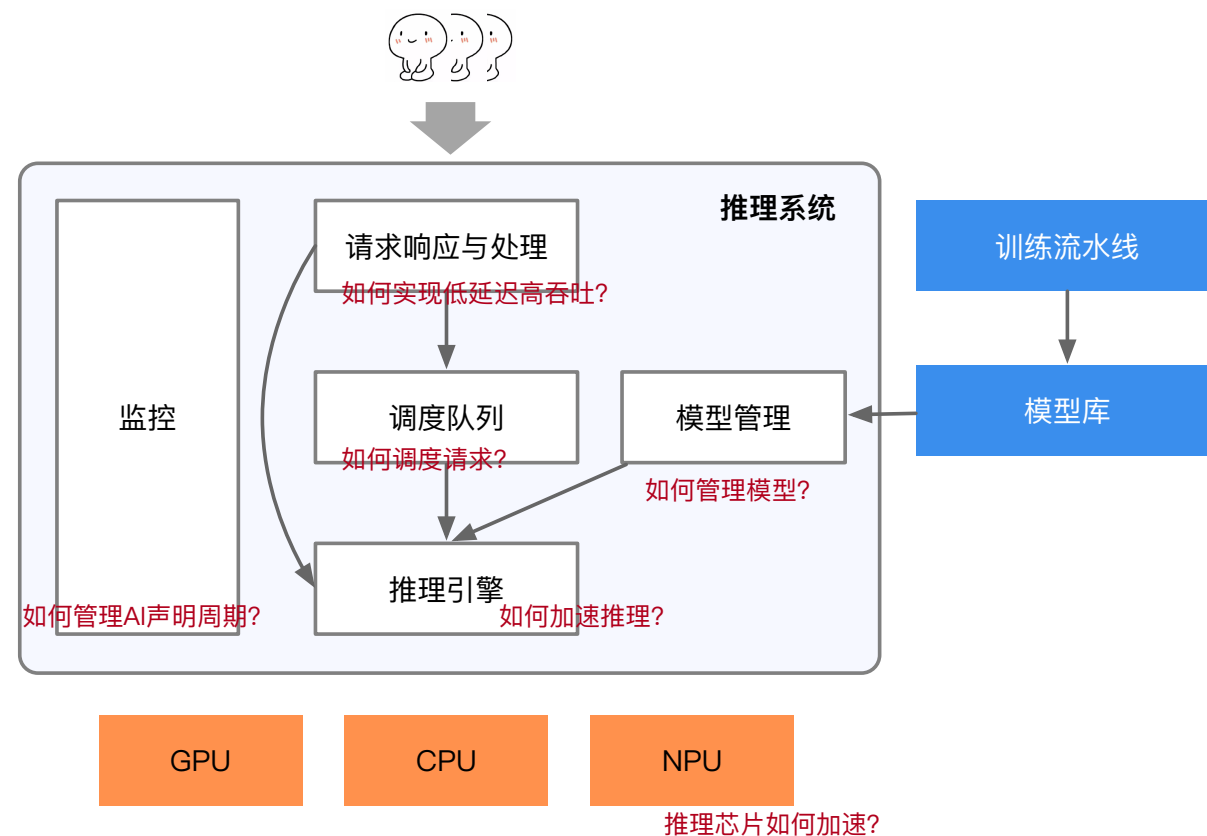 推理系统
请求响应与处理
如何实现低延迟高吞吐?
训练流水线
监控
调度队列
如何调度请求?
模型管理
如何管理模型?
模型库
推理引擎
如何管理AI声明周期?
如何加速推理?
GPU
CPU
NPU
推理芯片如何加速?